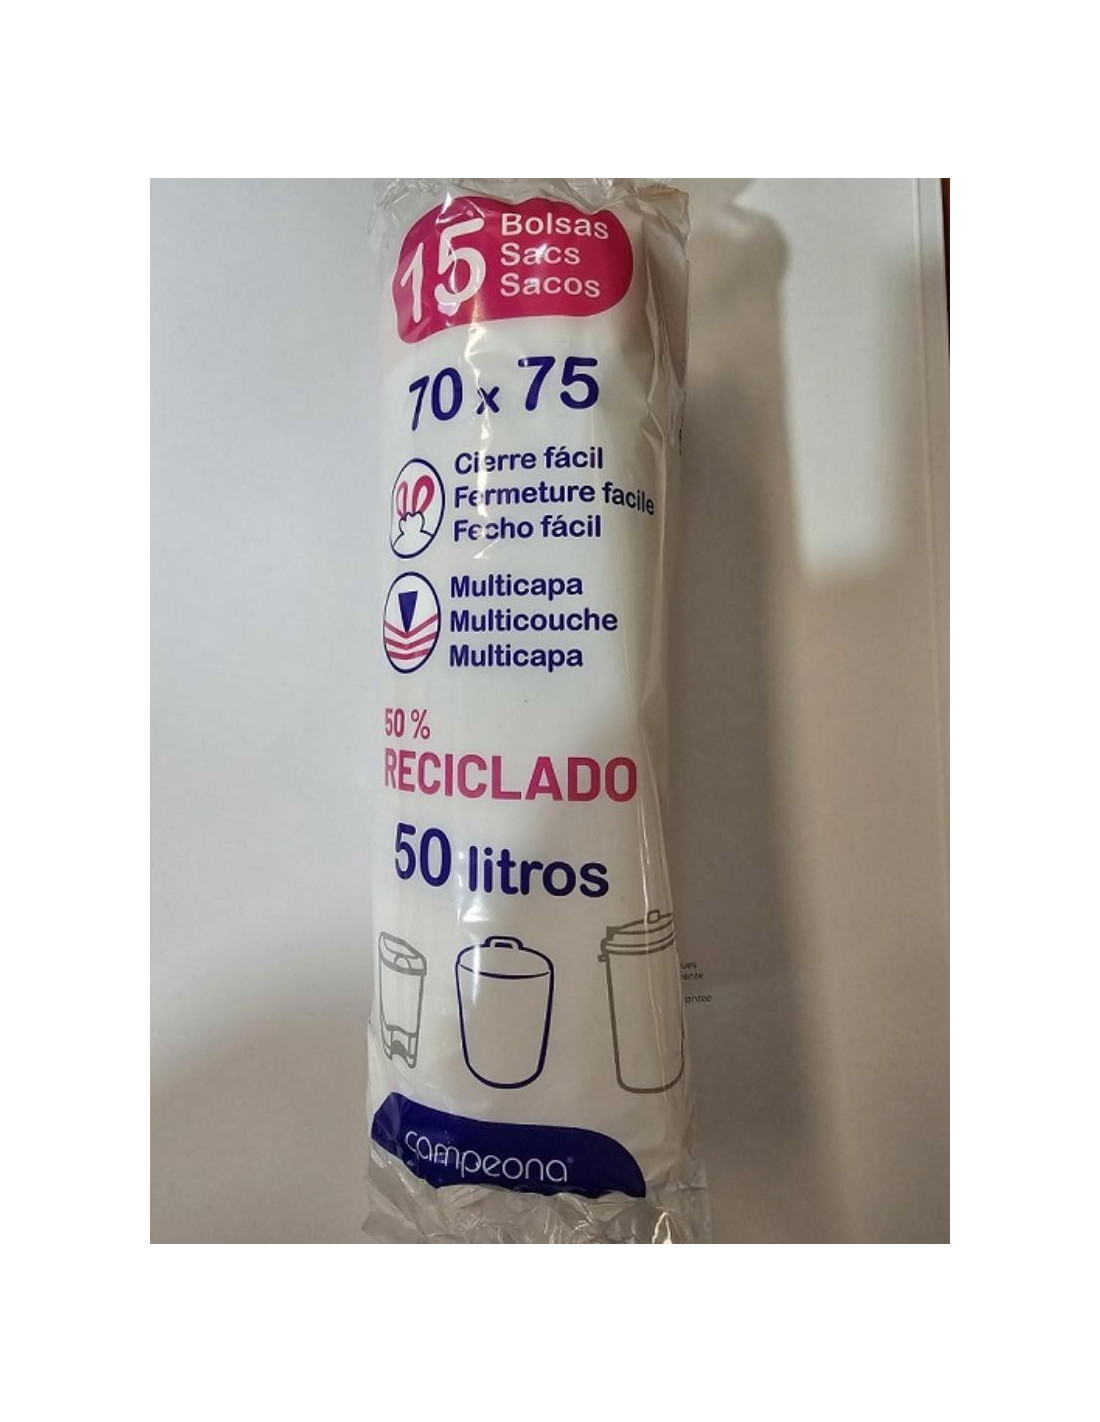 15 Bolsas
Sacs
Sacos
70 x 75
Cierre fácil
Fermeture facile
Fecho fácil
Multicapa
Multicouche
Multicapa
50 %
RECICLADO
50 litros
campeona®